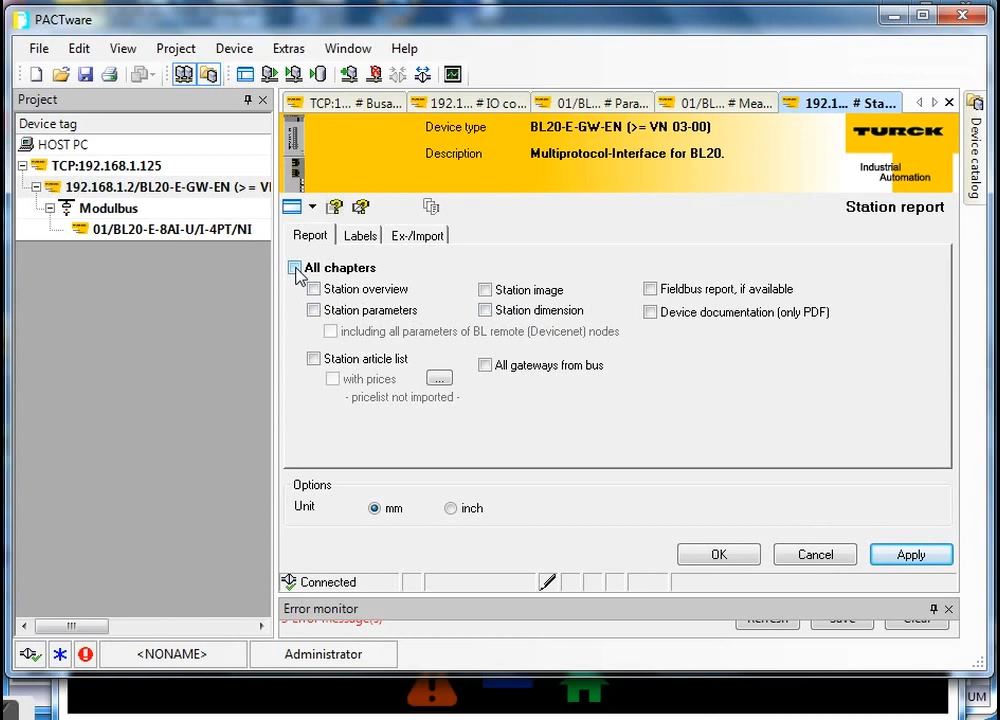 PACTware
File Edit View Project Device Extras Window Help
Project
Device tag
HOST PC
TCP:192.168.1.125
192.168.1.2/BL20-E-GW-EN (>= VI
Modulbus
01/BL20-E-8AI-U/I-4PT/NI
TCP:1... # Busa... 192.1... # IO co... 01/BL... # Para... 01/BL... # Mea... 192.1... # Sta...
Device type BL20-E-GW-EN (>= VN 03-00)
Description Multiprotocol-Interface for BL20.
TURCK
Industrial
Automation
Device catalog
Station report
Report Labels Ex-/Import
All chapters
Station overview Station image Fieldbus report, if available
Station parameters Station dimension Device documentation (only PDF)
including all parameters of BL remote (Devicenet) nodes
Station article list All gateways from bus
with prices ...
- pricelist not imported -
Options
Unit mm inch
OK Cancel Apply
Connected
Error monitor
<NONAME> Administrator
UM